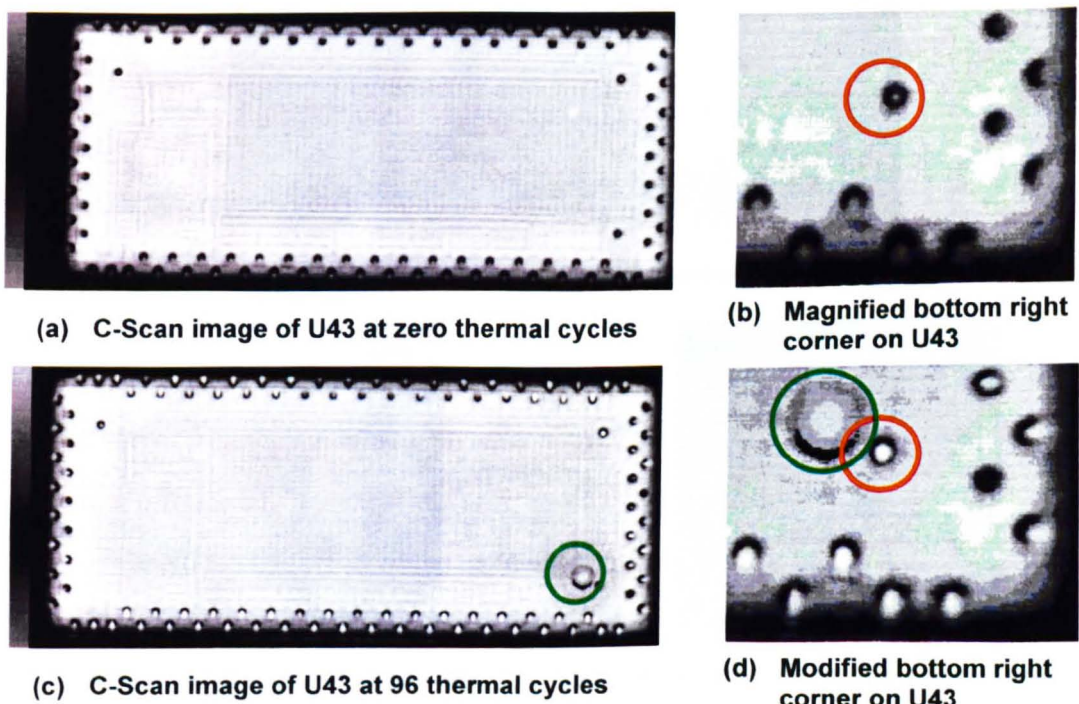 (a) C-Scan image of U43 at zero thermal cycles
(b) Magnified bottom right
corner on U43
(c) C-Scan image of U43 at 96 thermal cycles
(d) Modified bottom right
corner on U43